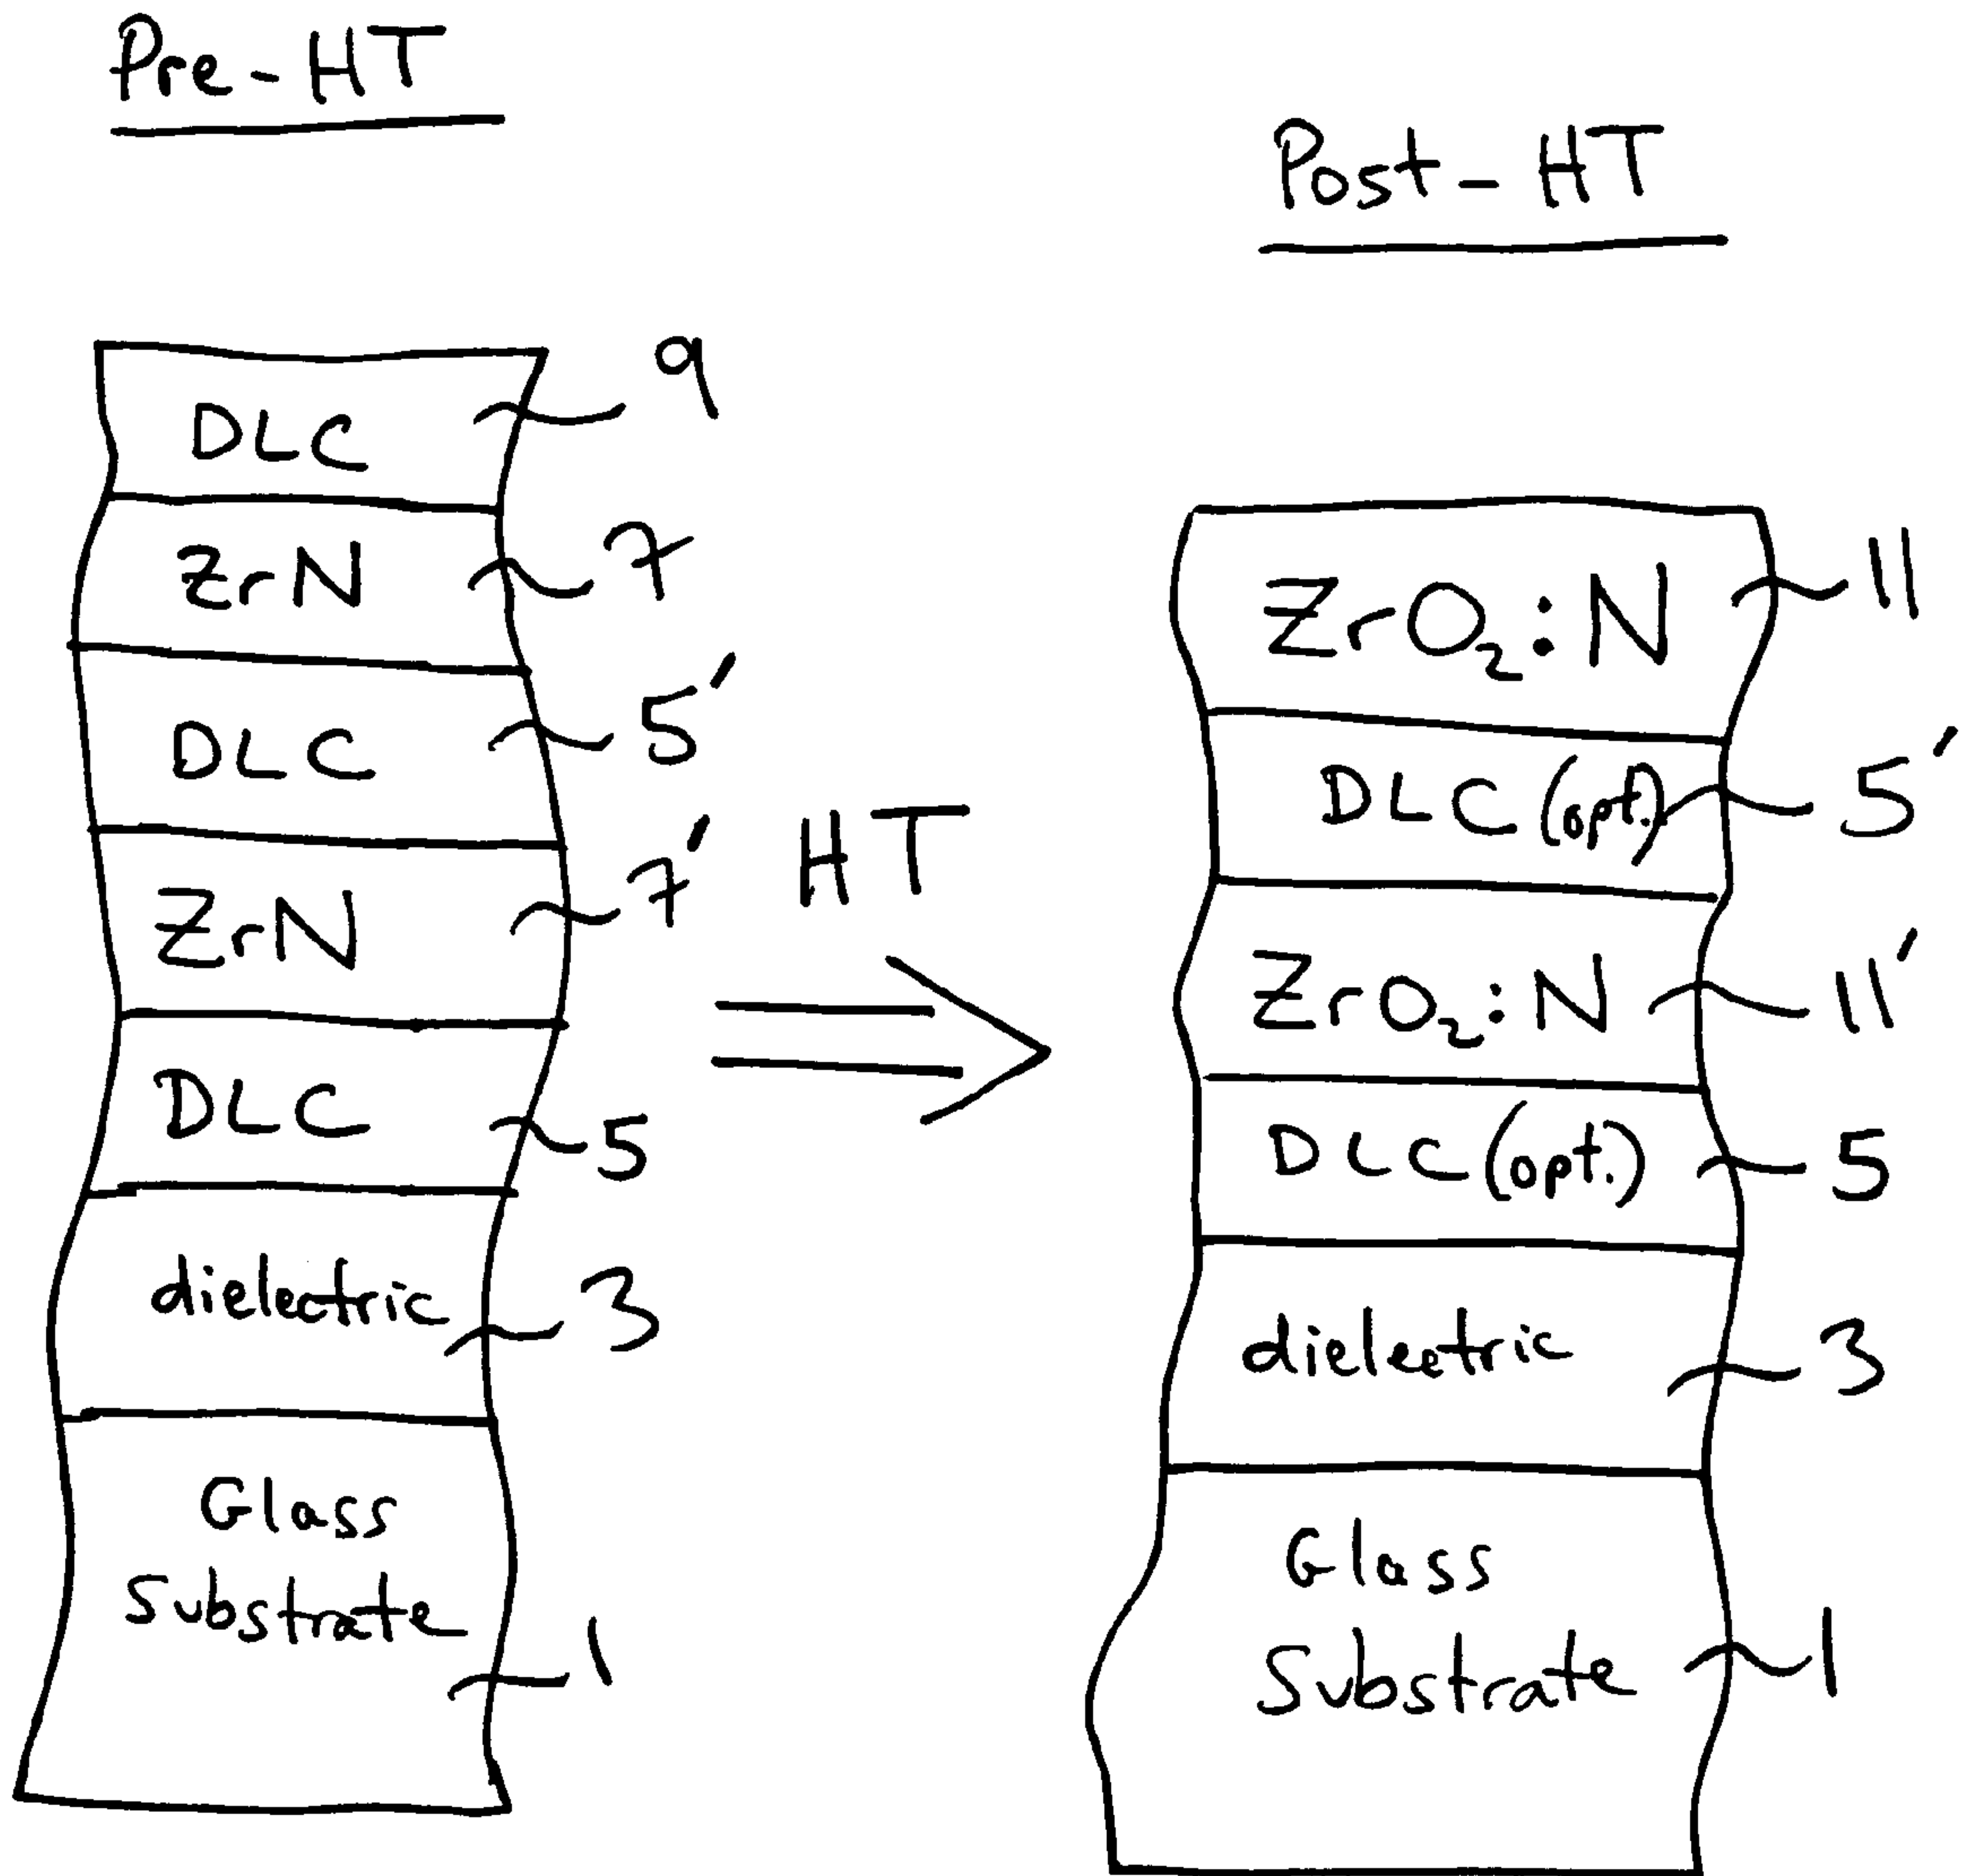 Pre-HT
DLC 9
ZrN 7
DLC 5'
ZrN 7'
DLC 5
dielectric 3
Glass
Substrate 1
HT
Post-HT
ZrO₂:N 11
DLC (opt.) 5'
ZrO₂:N 11'
DLC (opt.) 5
dielectric 3
Glass
Substrate 1